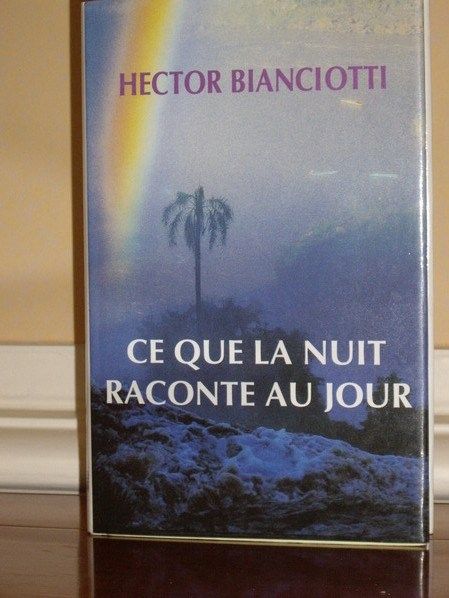 HECTOR BIANCIOTTI
CE QUE LA NUIT
RACONTE AU JOUR